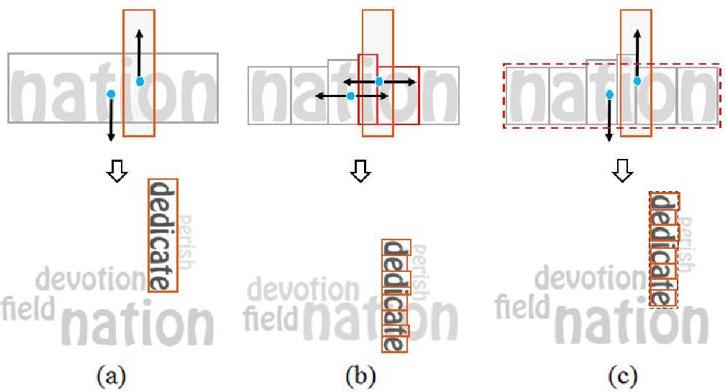 nation nation nation
dedicate perish devotion field nation
dedicate perish devotion field nation
dedicate perish devotion field nation
(a) (b) (c)